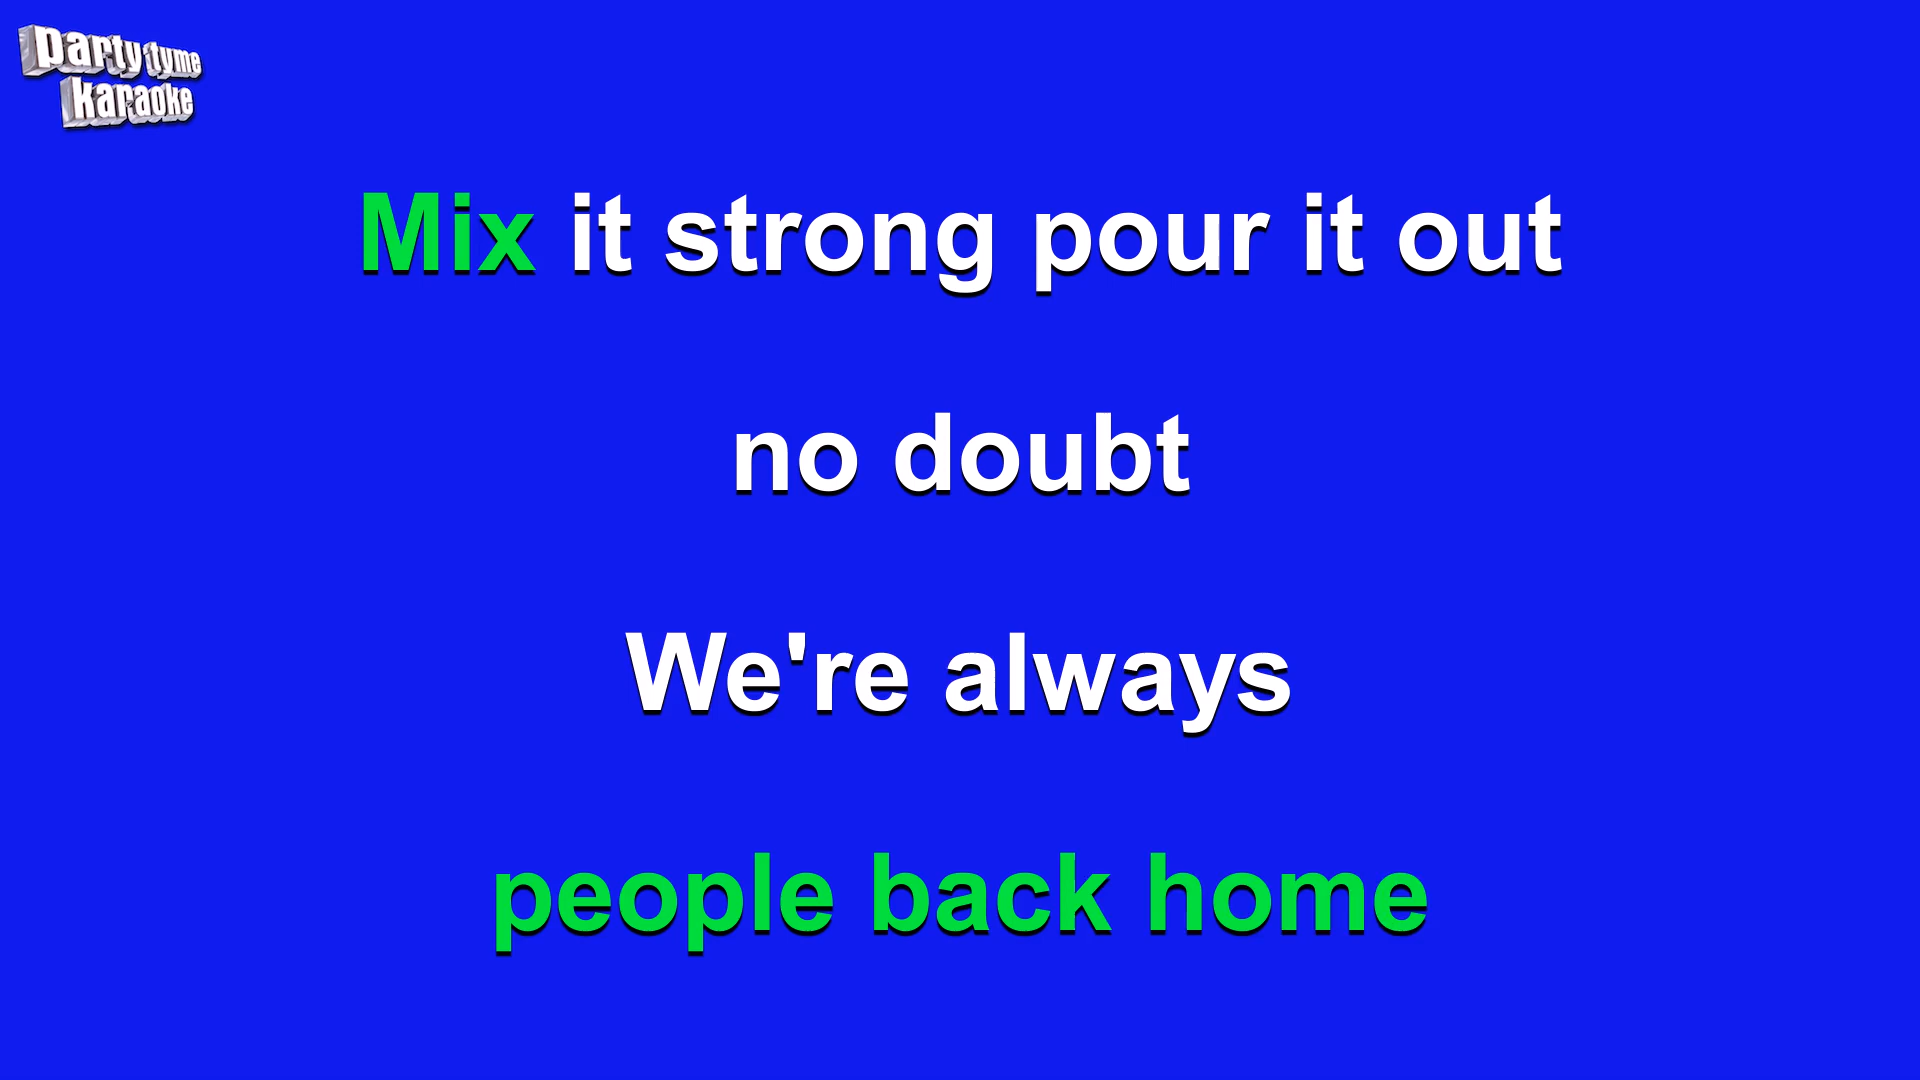 party tyme
karaoke
Mix it strong pour it out
no doubt
We're always
people back home